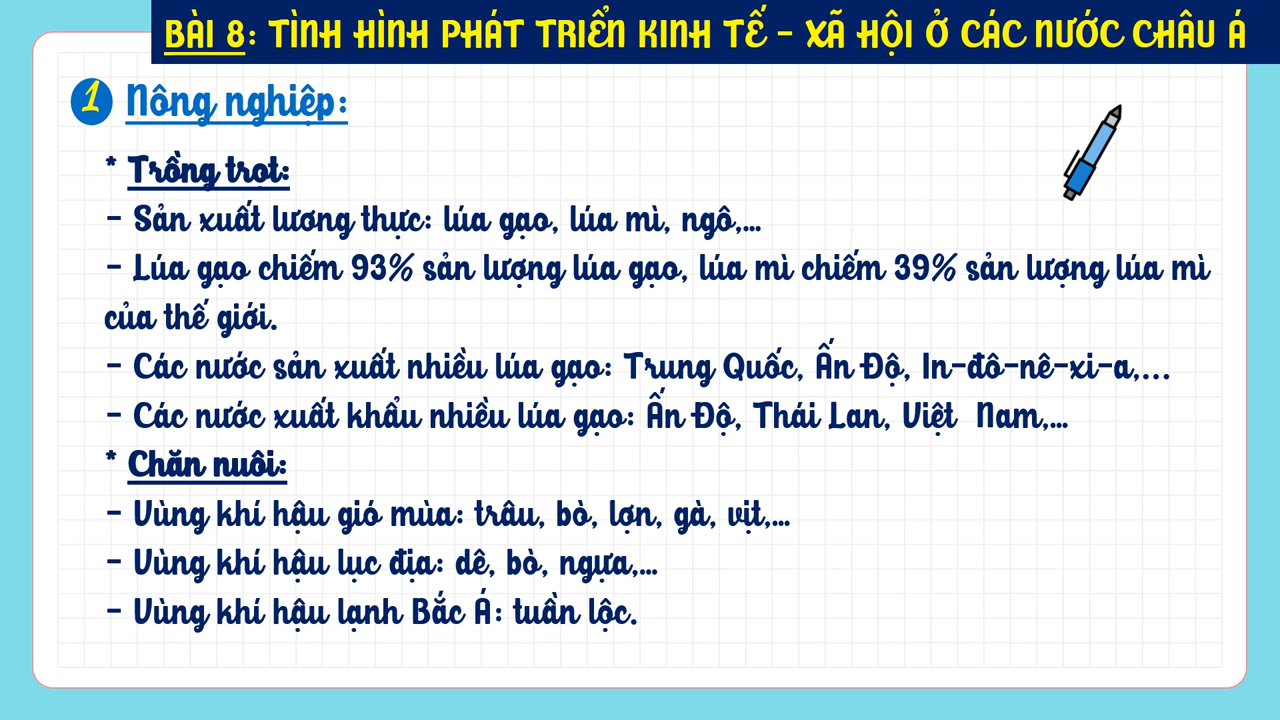 BÀI 8: TÌNH HÌNH PHÁT TRIỂN KINH TẾ - XÃ HỘI Ở CÁC NƯỚC CHÂU Á
1 Nông nghiệp:
* Trồng trọt:
- Sản xuất lương thực: lúa gạo, lúa mì, ngô,...
- Lúa gạo chiếm 93% sản lượng lúa gạo, lúa mì chiếm 39% sản lượng lúa mì
của thế giới.
- Các nước sản xuất nhiều lúa gạo: Trung Quốc, Ấn Độ, In-đô-nê-xi-a,...
- Các nước xuất khẩu nhiều lúa gạo: Ấn Độ, Thái Lan, Việt Nam,...
* Chăn nuôi:
- Vùng khí hậu gió mùa: trâu, bò, lợn, gà, vịt,...
- Vùng khí hậu lục địa: dê, bò, ngựa,...
- Vùng khí hậu lạnh Bắc Á: tuần lộc.